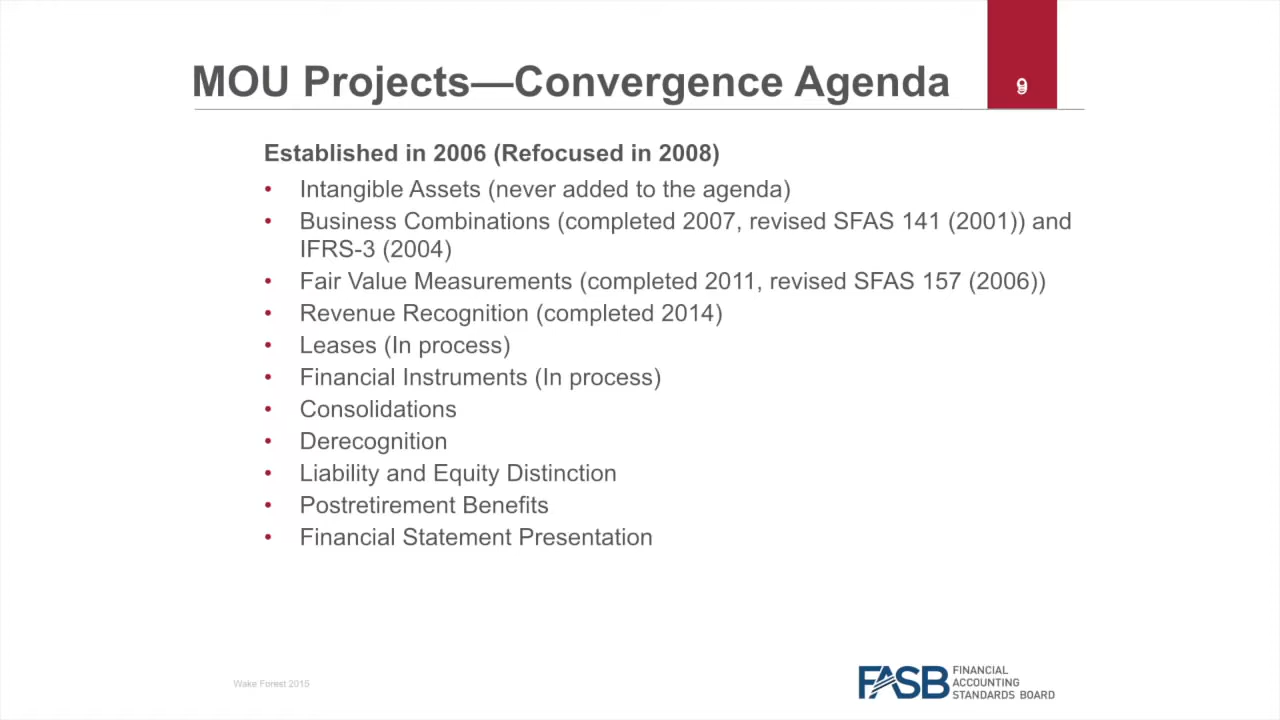 MOU Projects—Convergence Agenda
9
Established in 2006 (Refocused in 2008)
• Intangible Assets (never added to the agenda)
• Business Combinations (completed 2007, revised SFAS 141 (2001)) and
IFRS-3 (2004)
• Fair Value Measurements (completed 2011, revised SFAS 157 (2006))
• Revenue Recognition (completed 2014)
• Leases (In process)
• Financial Instruments (In process)
• Consolidations
• Derecognition
• Liability and Equity Distinction
• Postretirement Benefits
• Financial Statement Presentation
Wake Forest 2015
FASB
FINANCIAL
ACCOUNTING
STANDARDS BOARD